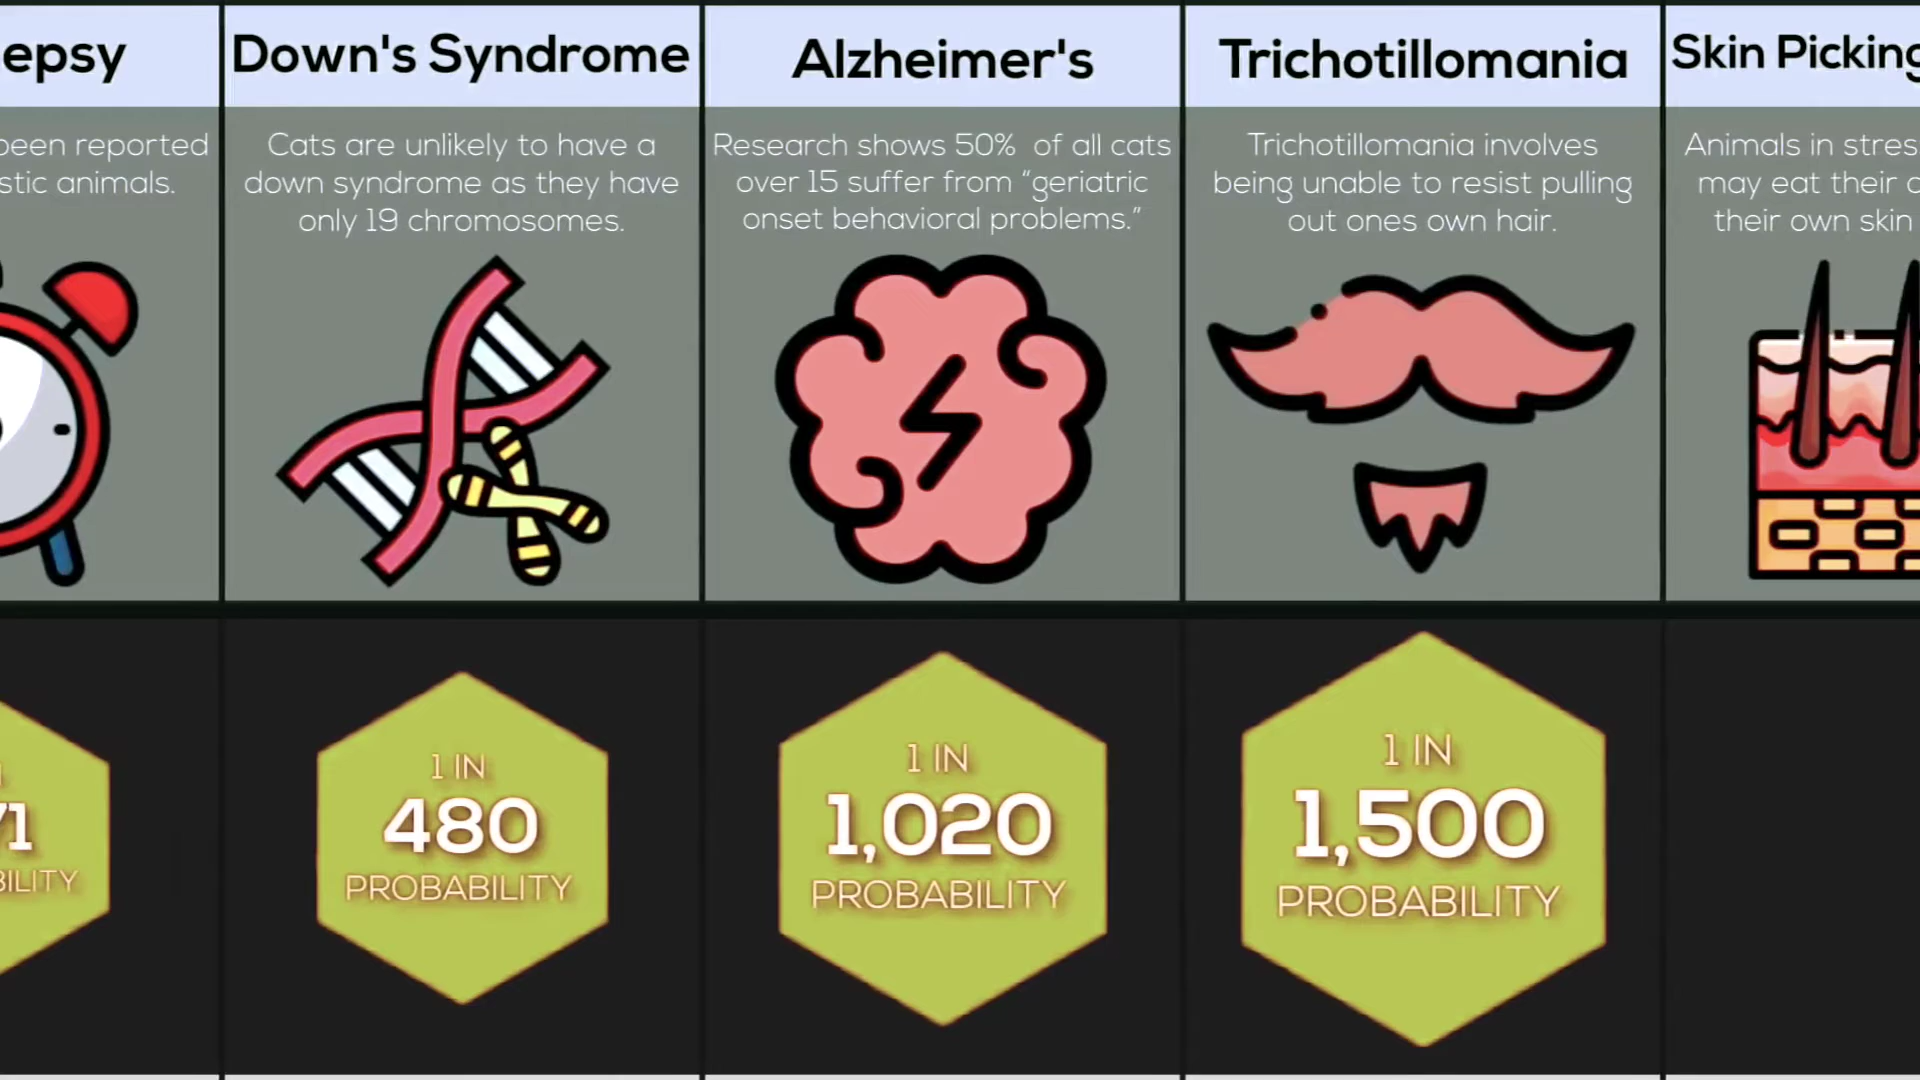 epsy
been reported
stic animals.
71
BILITY
Down's Syndrome
Cats are unlikely to have a
down syndrome as they have
only 19 chromosomes.
1 IN
480
PROBABILITY
Alzheimer's
Research shows 50% of all cats
over 15 suffer from “geriatric
onset behavioral problems.”
1 IN
1,020
PROBABILITY
Trichotillomania
Trichotillomania involves
being unable to resist pulling
out ones own hair.
1 IN
1,500
PROBABILITY
Skin Picking
Animals in stres
may eat their
their own skin